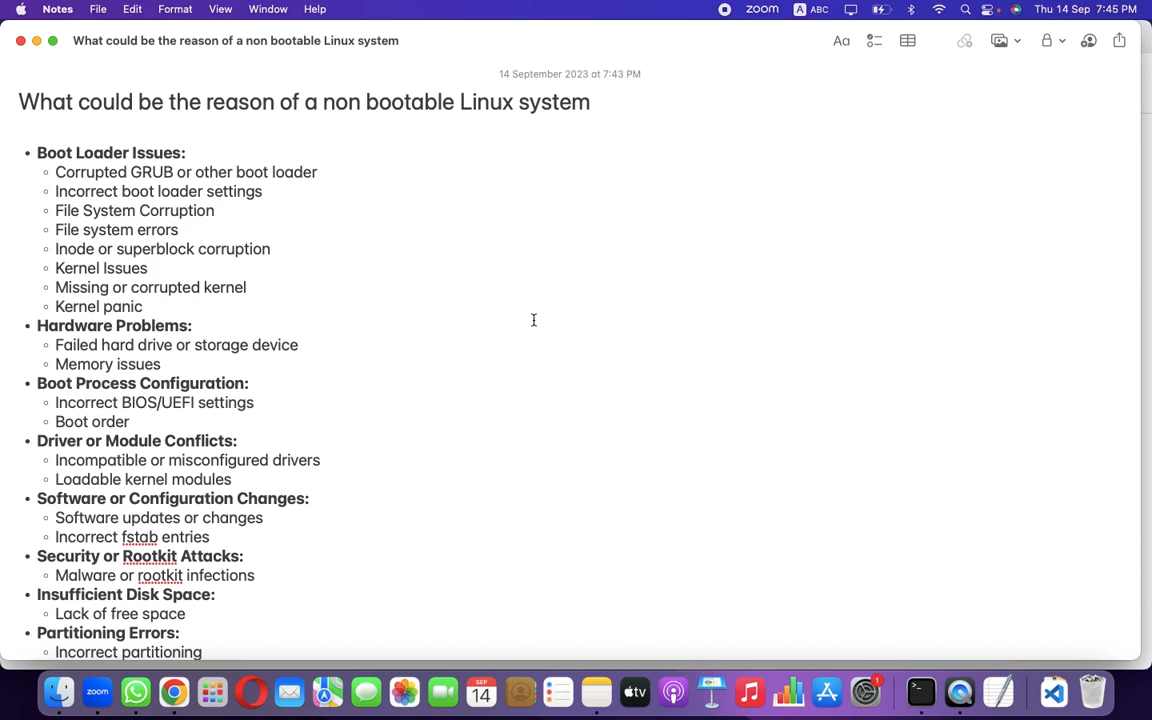 Notes File Edit Format View Window Help zoom A ABC Thu 14 Sep 7:45 PM
What could be the reason of a non bootable Linux system Aa
14 September 2023 at 7:43 PM
What could be the reason of a non bootable Linux system
• Boot Loader Issues:
◦ Corrupted GRUB or other boot loader
◦ Incorrect boot loader settings
◦ File System Corruption
◦ File system errors
◦ Inode or superblock corruption
◦ Kernel Issues
◦ Missing or corrupted kernel
◦ Kernel panic
• Hardware Problems:
◦ Failed hard drive or storage device
◦ Memory issues
• Boot Process Configuration:
◦ Incorrect BIOS/UEFI settings
◦ Boot order
• Driver or Module Conflicts:
◦ Incompatible or misconfigured drivers
◦ Loadable kernel modules
• Software or Configuration Changes:
◦ Software updates or changes
◦ Incorrect fstab entries
• Security or Rootkit Attacks:
◦ Malware or rootkit infections
• Insufficient Disk Space:
◦ Lack of free space
• Partitioning Errors:
◦ Incorrect partitioning
zoom SEP 14 tv 1